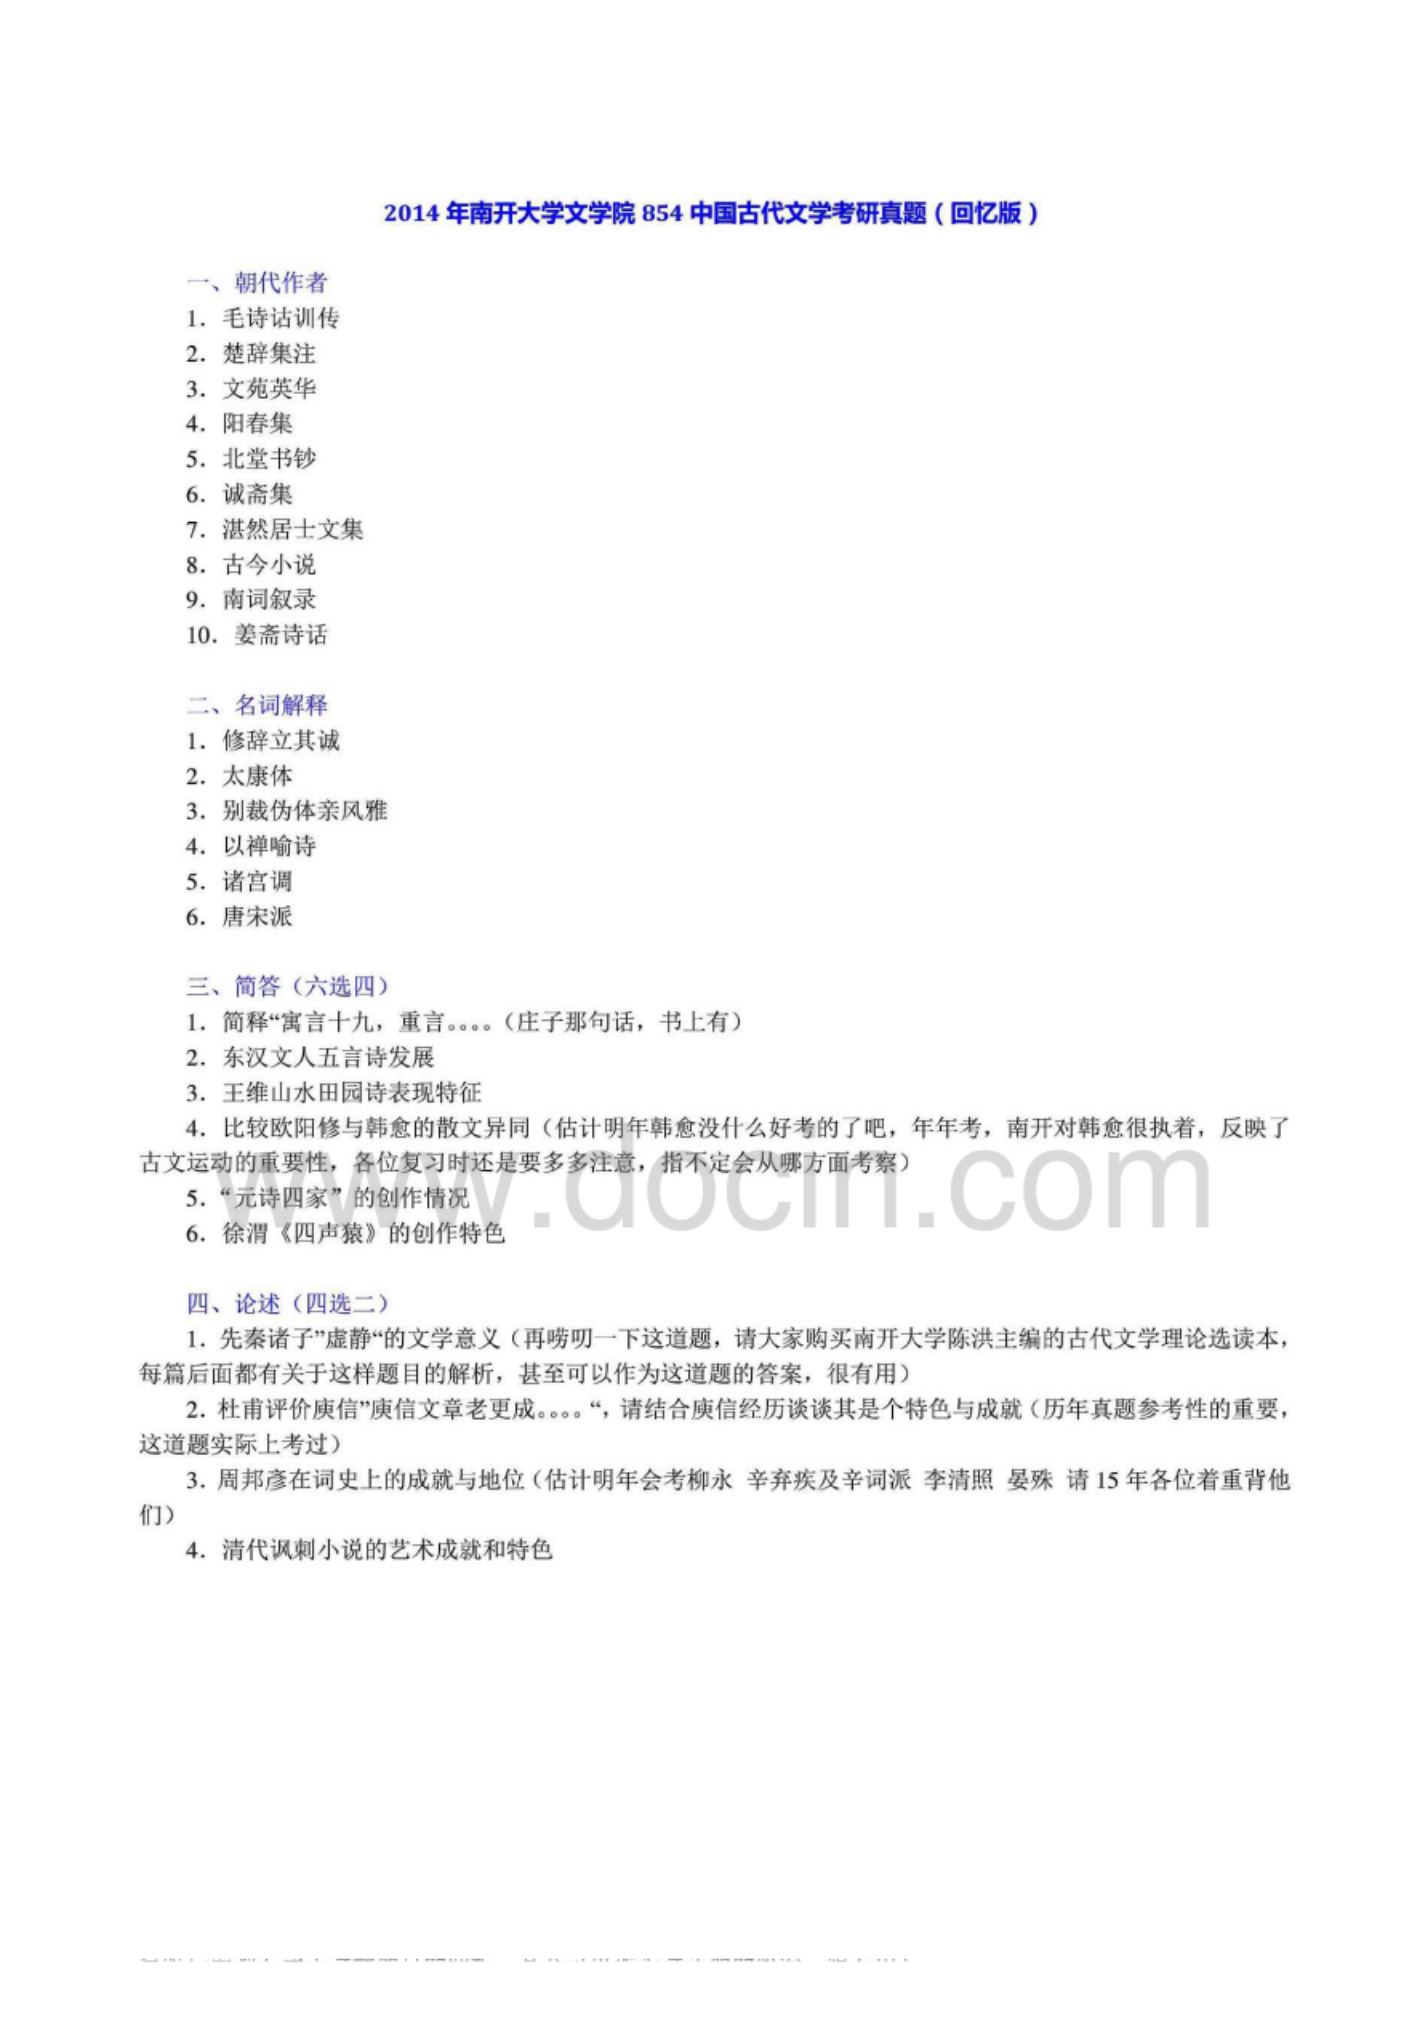 2014 年南开大学文学院 854 中国古代文学考研真题（回忆版）
一、朝代作者
1．毛诗诂训传
2．楚辞集注
3．文苑英华
4．阳春集
5．北堂书钞
6．诚斋集
7．湛然居士文集
8．古今小说
9．南词叙录
10．姜斋诗话
二、名词解释
1．修辞立其诚
2．太康体
3．别裁伪体亲风雅
4．以禅喻诗
5．诸宫调
6．唐宋派
三、简答（六选四）
1．简释“寓言十九，重言。。。。（庄子那句话，书上有）
2．东汉文人五言诗发展
3．王维山水田园诗表现特征
4．比较欧阳修与韩愈的散文异同（估计明年韩愈没什么好考的了吧，年年考，南开对韩愈很执着，反映了
古文运动的重要性，各位复习时还是要多多注意，指不定会从哪方面考察）
5．“元诗四家”的创作情况
6．徐渭《四声猿》的创作特色
www.docin.com
四、论述（四选二）
1．先秦诸子”虚静“的文学意义（再唠叨一下这道题，请大家购买南开大学陈洪主编的古代文学理论选读本，
每篇后面都有关于这样题目的解析，甚至可以作为这道题的答案，很有用）
2．杜甫评价庾信”庾信文章老更成。。。。“，请结合庾信经历谈谈其是个特色与成就（历年真题参考性的重要，
这道题实际上考过）
3．周邦彦在词史上的成就与地位（估计明年会考柳永 辛弃疾及辛词派 李清照 晏殊 请 15 年各位着重背他
们）
4．清代讽刺小说的艺术成就和特色